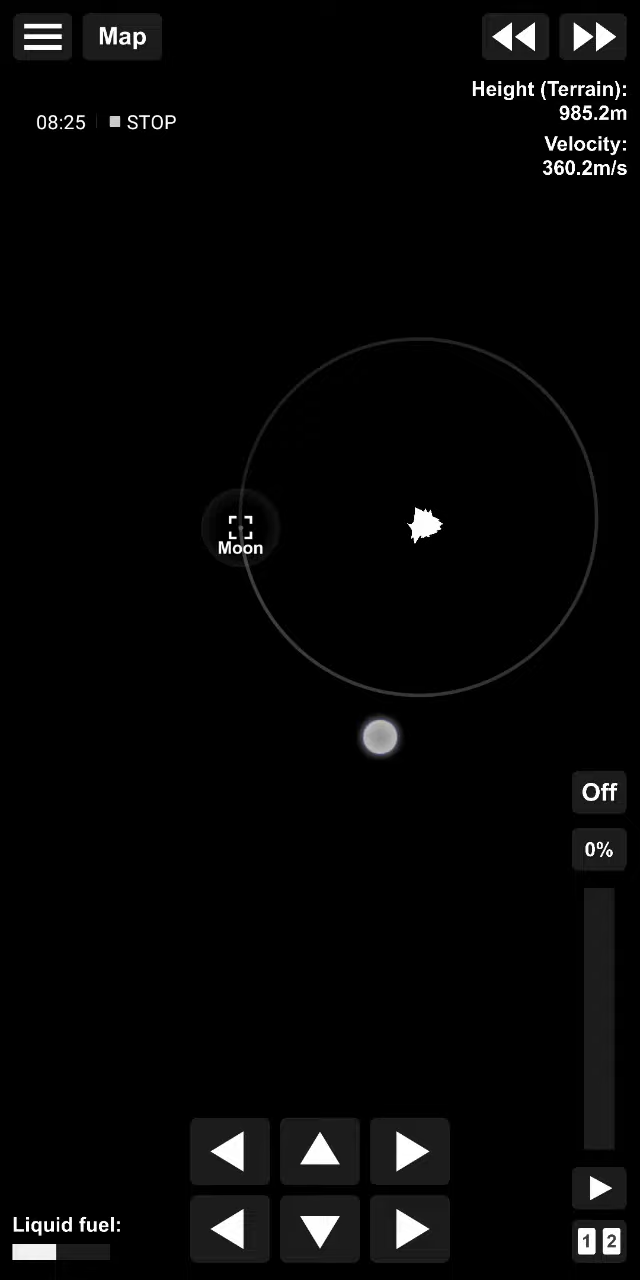 Map
Height (Terrain):
985.2m
08:25 STOP
Velocity:
360.2m/s
Moon
Off
0%
Liquid fuel:
1 2